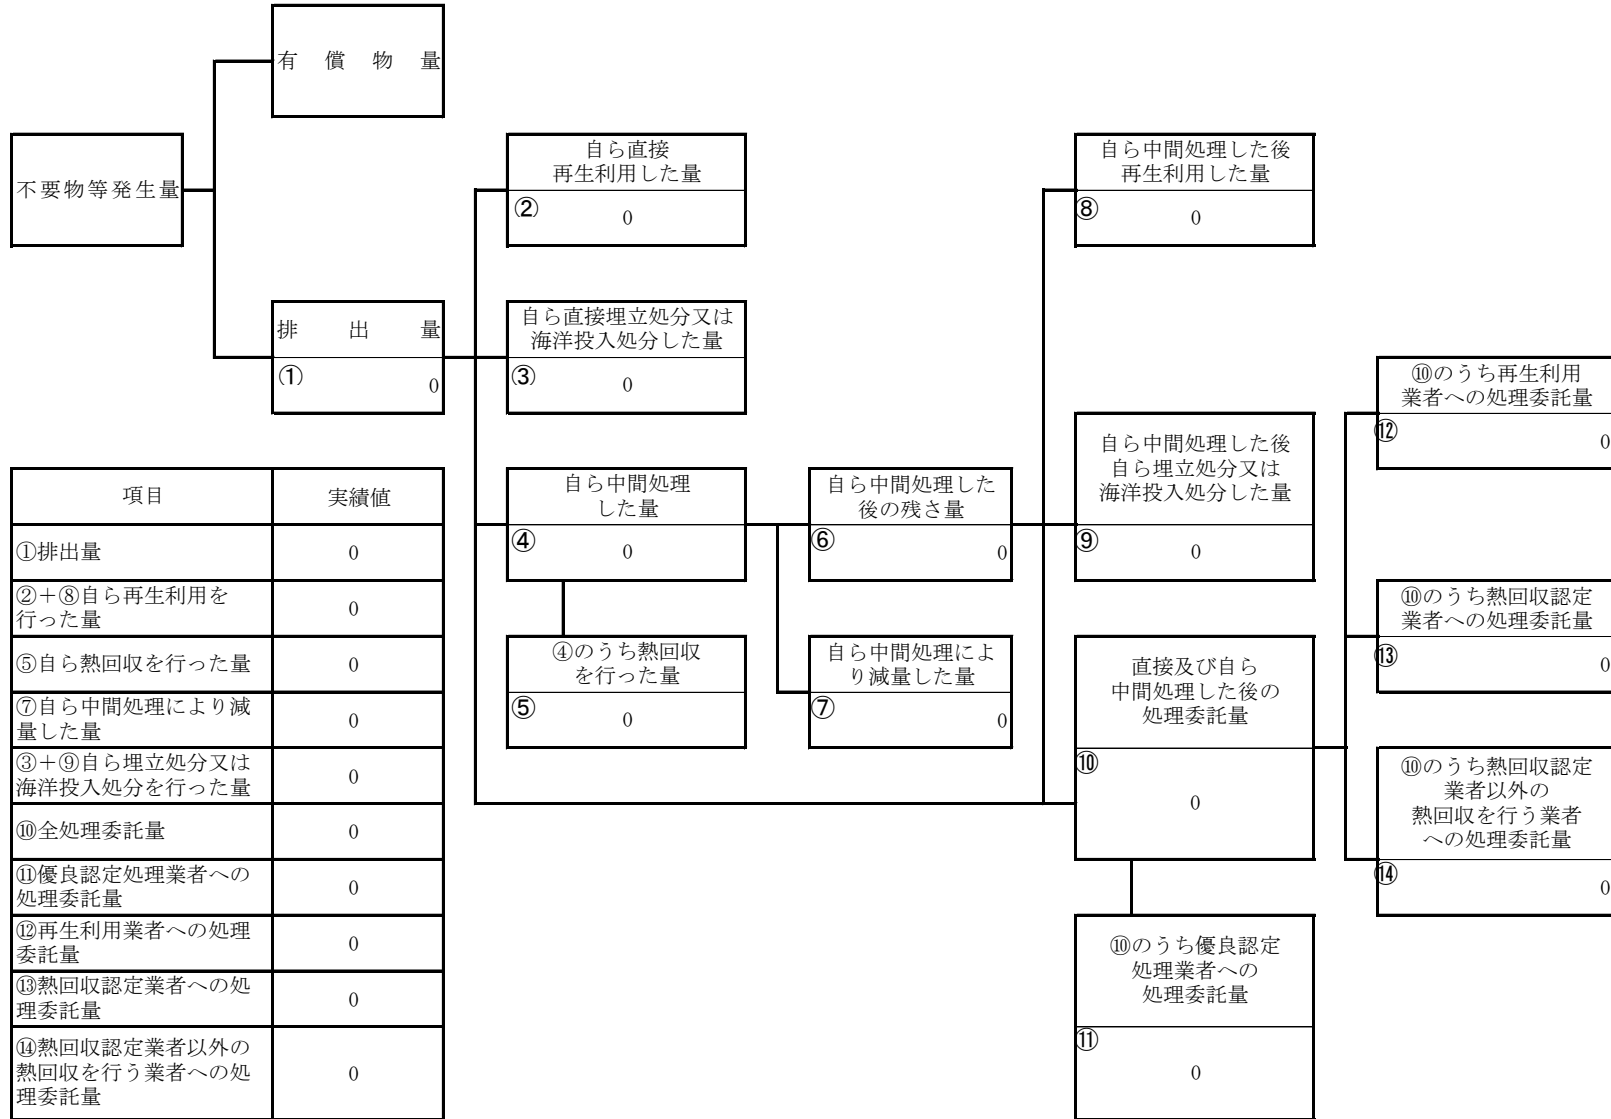 有償物量
不要物等発生量
排出量
① 0
自ら直接
再生利用した量
② 0
自ら直接埋立処分又は
海洋投入処分した量
③ 0
自ら中間処理
した量
④ 0
④のうち熱回収
を行った量
⑤ 0
自ら中間処理した
後の残さ量
⑥ 0
自ら中間処理によ
り減量した量
⑦ 0
自ら中間処理した後
再生利用した量
⑧ 0
自ら中間処理した後
自ら埋立処分又は
海洋投入処分した量
⑨ 0
直接及び自ら
中間処理した後の
処理委託量
⑩
0
⑩のうち優良認定
処理業者への
処理委託量
⑪
0
⑩のうち再生利用
業者への処理委託量
⑫ 0
⑩のうち熱回収認定
業者への処理委託量
⑬ 0
⑩のうち熱回収認定
業者以外の
熱回収を行う業者
への処理委託量
⑭ 0
項目 実績値
①排出量 0
②+⑧自ら再生利用を
行った量 0
⑤自ら熱回収を行った量 0
⑦自ら中間処理により減
量した量 0
③+⑨自ら埋立処分又は
海洋投入処分を行った量 0
⑩全処理委託量 0
⑪優良認定処理業者への
処理委託量 0
⑫再生利用業者への処理
委託量 0
⑬熱回収認定業者への処
理委託量 0
⑭熱回収認定業者以外の
熱回収を行う業者への処
理委託量 0